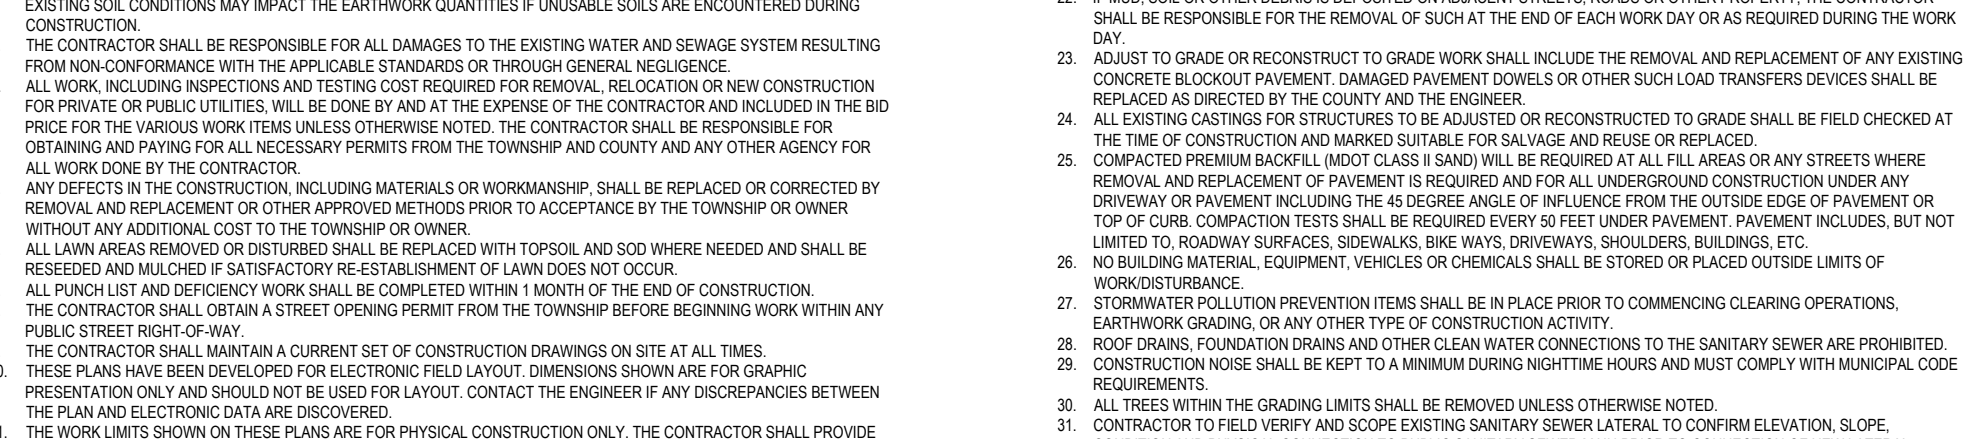 EXISTING SOIL CONDITIONS MAY IMPACT THE EARTHWORK QUANTITIES IF UNUSABLE SOILS ARE ENCOUNTERED DURING
CONSTRUCTION.
THE CONTRACTOR SHALL BE RESPONSIBLE FOR ALL DAMAGES TO THE EXISTING WATER AND SEWAGE SYSTEM RESULTING
FROM NON-CONFORMANCE WITH THE APPLICABLE STANDARDS OR THROUGH GENERAL NEGLIGENCE.
ALL WORK, INCLUDING INSPECTIONS AND TESTING COST REQUIRED FOR REMOVAL, RELOCATION OR NEW CONSTRUCTION
FOR PRIVATE OR PUBLIC UTILITIES, WILL BE DONE BY AND AT THE EXPENSE OF THE CONTRACTOR AND INCLUDED IN THE BID
PRICE FOR THE VARIOUS WORK ITEMS UNLESS OTHERWISE NOTED. THE CONTRACTOR SHALL BE RESPONSIBLE FOR
OBTAINING AND PAYING FOR ALL NECESSARY PERMITS FROM THE TOWNSHIP AND COUNTY AND ANY OTHER AGENCY FOR
ALL WORK DONE BY THE CONTRACTOR.
ANY DEFECTS IN THE CONSTRUCTION, INCLUDING MATERIALS OR WORKMANSHIP, SHALL BE REPLACED OR CORRECTED BY
REMOVAL AND REPLACEMENT OR OTHER APPROVED METHODS PRIOR TO ACCEPTANCE BY THE TOWNSHIP OR OWNER
WITHOUT ANY ADDITIONAL COST TO THE TOWNSHIP OR OWNER.
ALL LAWN AREAS REMOVED OR DISTURBED SHALL BE REPLACED WITH TOPSOIL AND SOD WHERE NEEDED AND SHALL BE
RESEEDED AND MULCHED IF SATISFACTORY RE-ESTABLISHMENT OF LAWN DOES NOT OCCUR.
ALL PUNCH LIST AND DEFICIENCY WORK SHALL BE COMPLETED WITHIN 1 MONTH OF THE END OF CONSTRUCTION.
THE CONTRACTOR SHALL OBTAIN A STREET OPENING PERMIT FROM THE TOWNSHIP BEFORE BEGINNING WORK WITHIN ANY
PUBLIC STREET RIGHT-OF-WAY.
THE CONTRACTOR SHALL MAINTAIN A CURRENT SET OF CONSTRUCTION DRAWINGS ON SITE AT ALL TIMES.
THESE PLANS HAVE BEEN DEVELOPED FOR ELECTRONIC FIELD LAYOUT. DIMENSIONS SHOWN ARE FOR GRAPHIC
PRESENTATION ONLY AND SHOULD NOT BE USED FOR LAYOUT. CONTACT THE ENGINEER IF ANY DISCREPANCIES BETWEEN
THE PLAN AND ELECTRONIC DATA ARE DISCOVERED.
THE WORK LIMITS SHOWN ON THESE PLANS ARE FOR PHYSICAL CONSTRUCTION ONLY. THE CONTRACTOR SHALL PROVIDE
22. IF MUD, SOIL OR OTHER DEBRIS IS DEPOSITED ON ADJACENT STREETS, ROADS OR OTHER PROPERTY, THE CONTRACTOR
SHALL BE RESPONSIBLE FOR THE REMOVAL OF SUCH AT THE END OF EACH WORK DAY OR AS REQUIRED DURING THE WORK
DAY.
23. ADJUST TO GRADE OR RECONSTRUCT TO GRADE WORK SHALL INCLUDE THE REMOVAL AND REPLACEMENT OF ANY EXISTING
CONCRETE BLOCKOUT PAVEMENT. DAMAGED PAVEMENT DOWELS OR OTHER SUCH LOAD TRANSFERS DEVICES SHALL BE
REPLACED AS DIRECTED BY THE COUNTY AND THE ENGINEER.
24. ALL EXISTING CASTINGS FOR STRUCTURES TO BE ADJUSTED OR RECONSTRUCTED TO GRADE SHALL BE FIELD CHECKED AT
THE TIME OF CONSTRUCTION AND MARKED SUITABLE FOR SALVAGE AND REUSE OR REPLACED.
25. COMPACTED PREMIUM BACKFILL (MDOT CLASS II SAND) WILL BE REQUIRED AT ALL FILL AREAS OR ANY STREETS WHERE
REMOVAL AND REPLACEMENT OF PAVEMENT IS REQUIRED AND FOR ALL UNDERGROUND CONSTRUCTION UNDER ANY
DRIVEWAY OR PAVEMENT INCLUDING THE 45 DEGREE ANGLE OF INFLUENCE FROM THE OUTSIDE EDGE OF PAVEMENT OR
TOP OF CURB. COMPACTION TESTS SHALL BE REQUIRED EVERY 50 FEET UNDER PAVEMENT. PAVEMENT INCLUDES, BUT NOT
LIMITED TO, ROADWAY SURFACES, SIDEWALKS, BIKE WAYS, DRIVEWAYS, SHOULDERS, BUILDINGS, ETC.
26. NO BUILDING MATERIAL, EQUIPMENT, VEHICLES OR CHEMICALS SHALL BE STORED OR PLACED OUTSIDE LIMITS OF
WORK/DISTURBANCE.
27. STORMWATER POLLUTION PREVENTION ITEMS SHALL BE IN PLACE PRIOR TO COMMENCING CLEARING OPERATIONS,
EARTHWORK GRADING, OR ANY OTHER TYPE OF CONSTRUCTION ACTIVITY.
28. ROOF DRAINS, FOUNDATION DRAINS AND OTHER CLEAN WATER CONNECTIONS TO THE SANITARY SEWER ARE PROHIBITED.
29. CONSTRUCTION NOISE SHALL BE KEPT TO A MINIMUM DURING NIGHTTIME HOURS AND MUST COMPLY WITH MUNICIPAL CODE
REQUIREMENTS.
30. ALL TREES WITHIN THE GRADING LIMITS SHALL BE REMOVED UNLESS OTHERWISE NOTED.
31. CONTRACTOR TO FIELD VERIFY AND SCOPE EXISTING SANITARY SEWER LATERAL TO CONFIRM ELEVATION, SLOPE,